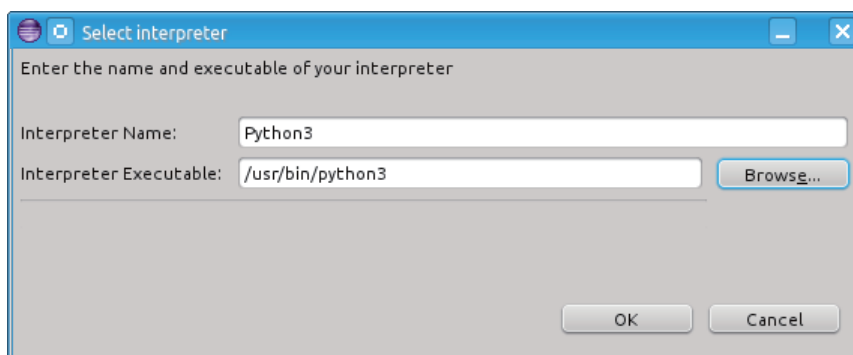 Select interpreter
Enter the name and executable of your interpreter
Interpreter Name: Python3
Interpreter Executable: /usr/bin/python3 Browse...
OK Cancel